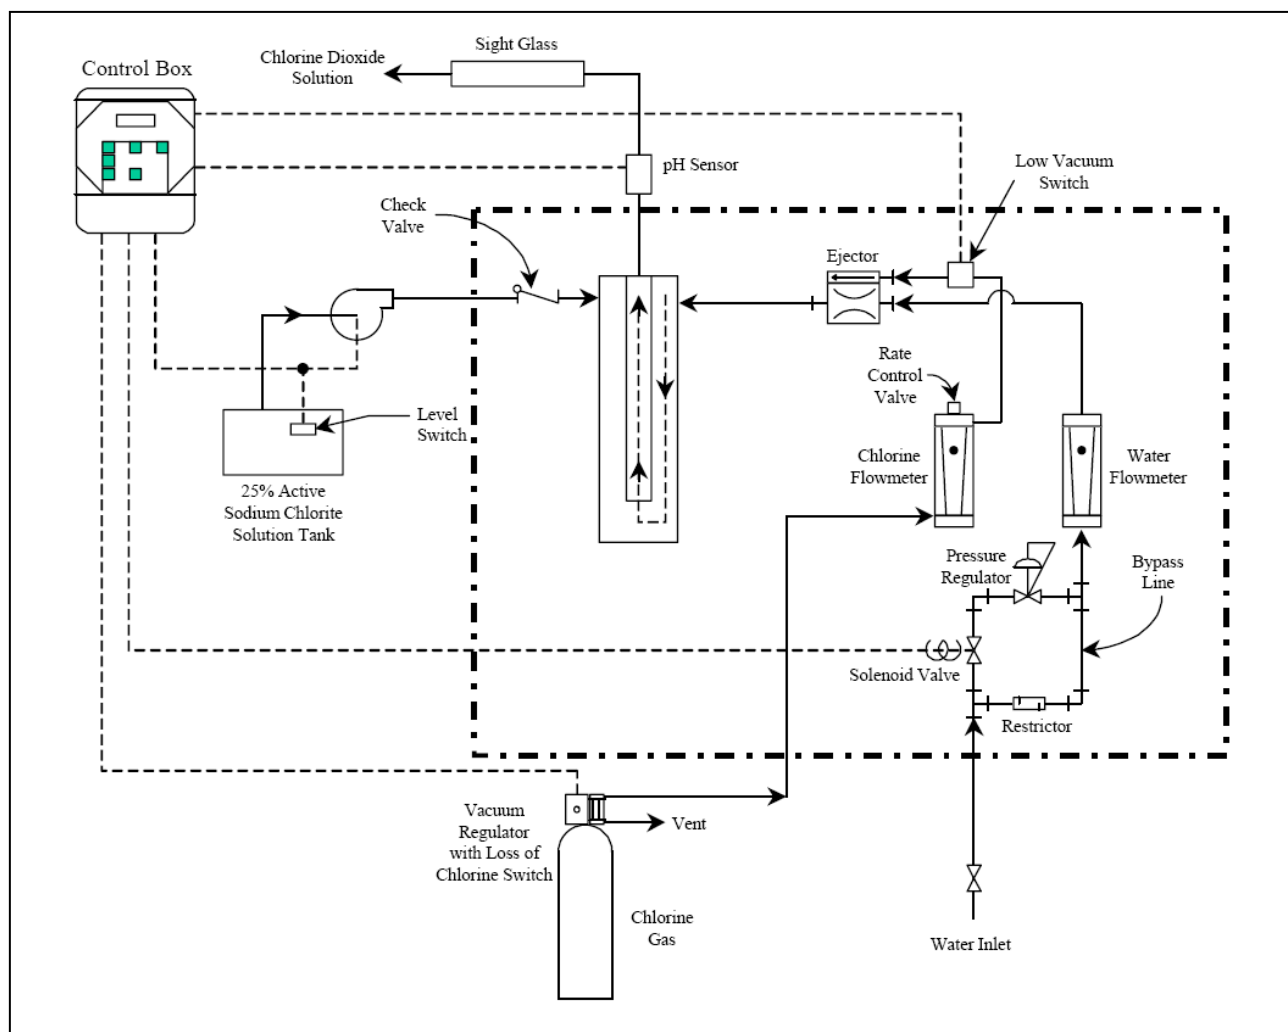 Sight Glass
Chlorine Dioxide
Solution
Control Box
pH Sensor
Low Vacuum
Switch
Check
Valve
Ejector
Rate
Control
Valve
Level
Switch
Chlorine
Flowmeter
Water
Flowmeter
25% Active
Sodium Chlorite
Solution Tank
Pressure
Regulator
Bypass
Line
Solenoid Valve
Restrictor
Vacuum
Regulator
with Loss of
Chlorine Switch
Vent
Chlorine
Gas
Water Inlet